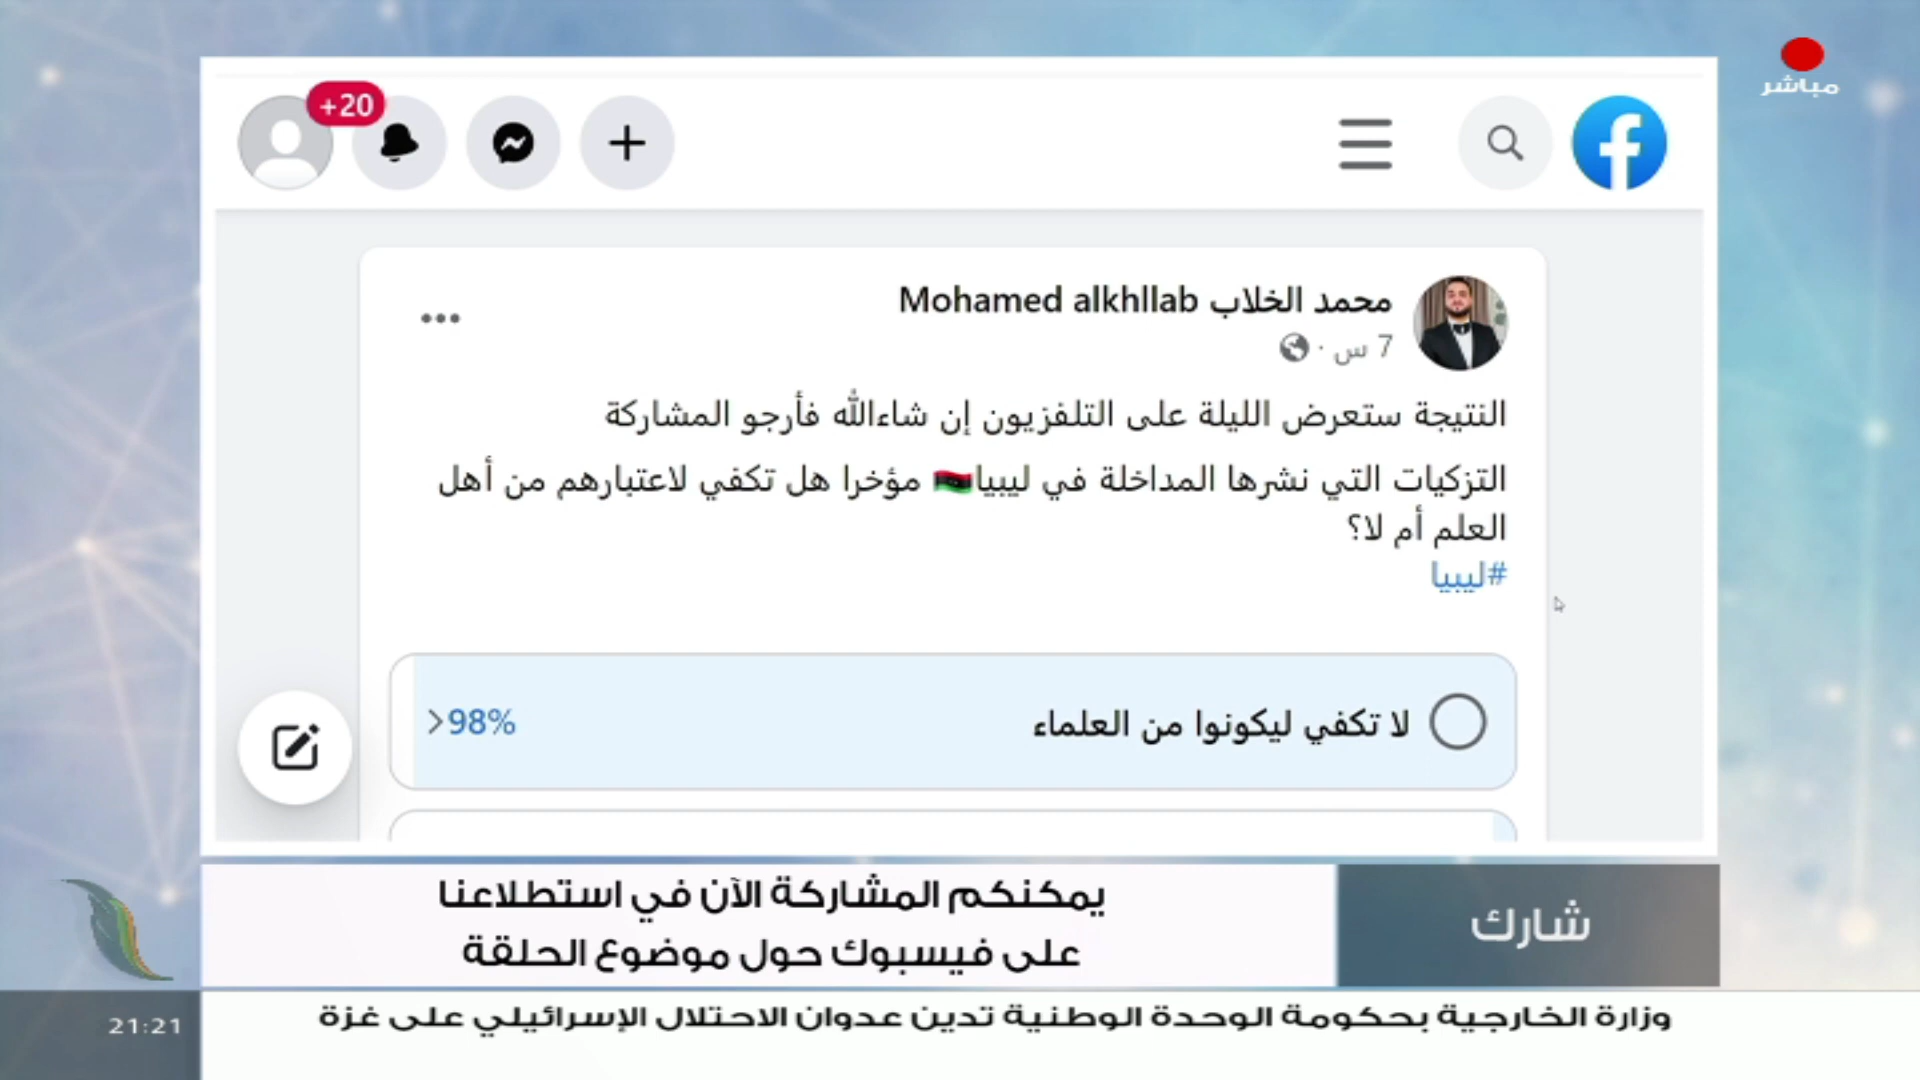 مباشر
+20
محمد الخلاب Mohamed alkhllab
7 س ·
النتيجة ستعرض الليلة على التلفزيون إن شاءالله فأرجو المشاركة
التزكيات التي نشرها المداخلة في ليبيا🇱🇾 مؤخرا هل تكفي لاعتبارهم من أهل
العلم أم لا؟
#ليبيا
لا تكفي ليكونوا من العلماء
98%
شارك
يمكنكم المشاركة الآن في استطلاعنا
على فيسبوك حول موضوع الحلقة
وزارة الخارجية بحكومة الوحدة الوطنية تدين عدوان الاحتلال الإسرائيلي على غزة
21:21